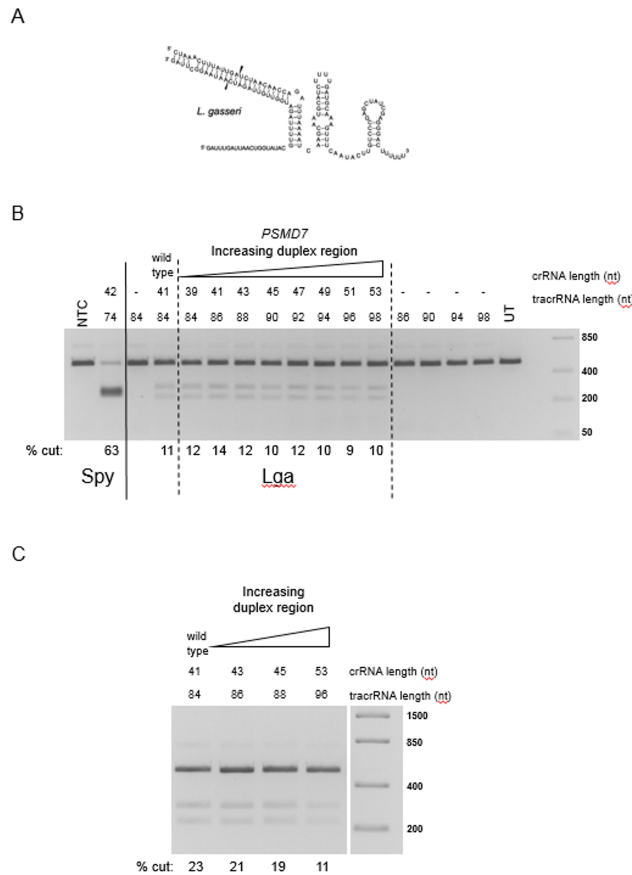 A
L. gasseri
5'GAUUUGAUUAACUGGUAUAC
B
PSMD7
Increasing duplex region
wild
type
NTC 42 - 41 39 41 43 45 47 49 51 53 - - - - UT crRNA length (nt)
74 84 84 84 86 88 90 92 94 96 98 86 90 94 98 tracrRNA length (nt
850
400
200
50
% cut: 63 11 12 14 12 10 12 10 9 10
Spy Lga
C
Increasing
duplex region
wild
type
41 43 45 53 crRNA length (nt)
84 86 88 96 tracrRNA length (nt)
1500
850
400
200
% cut: 23 21 19 11